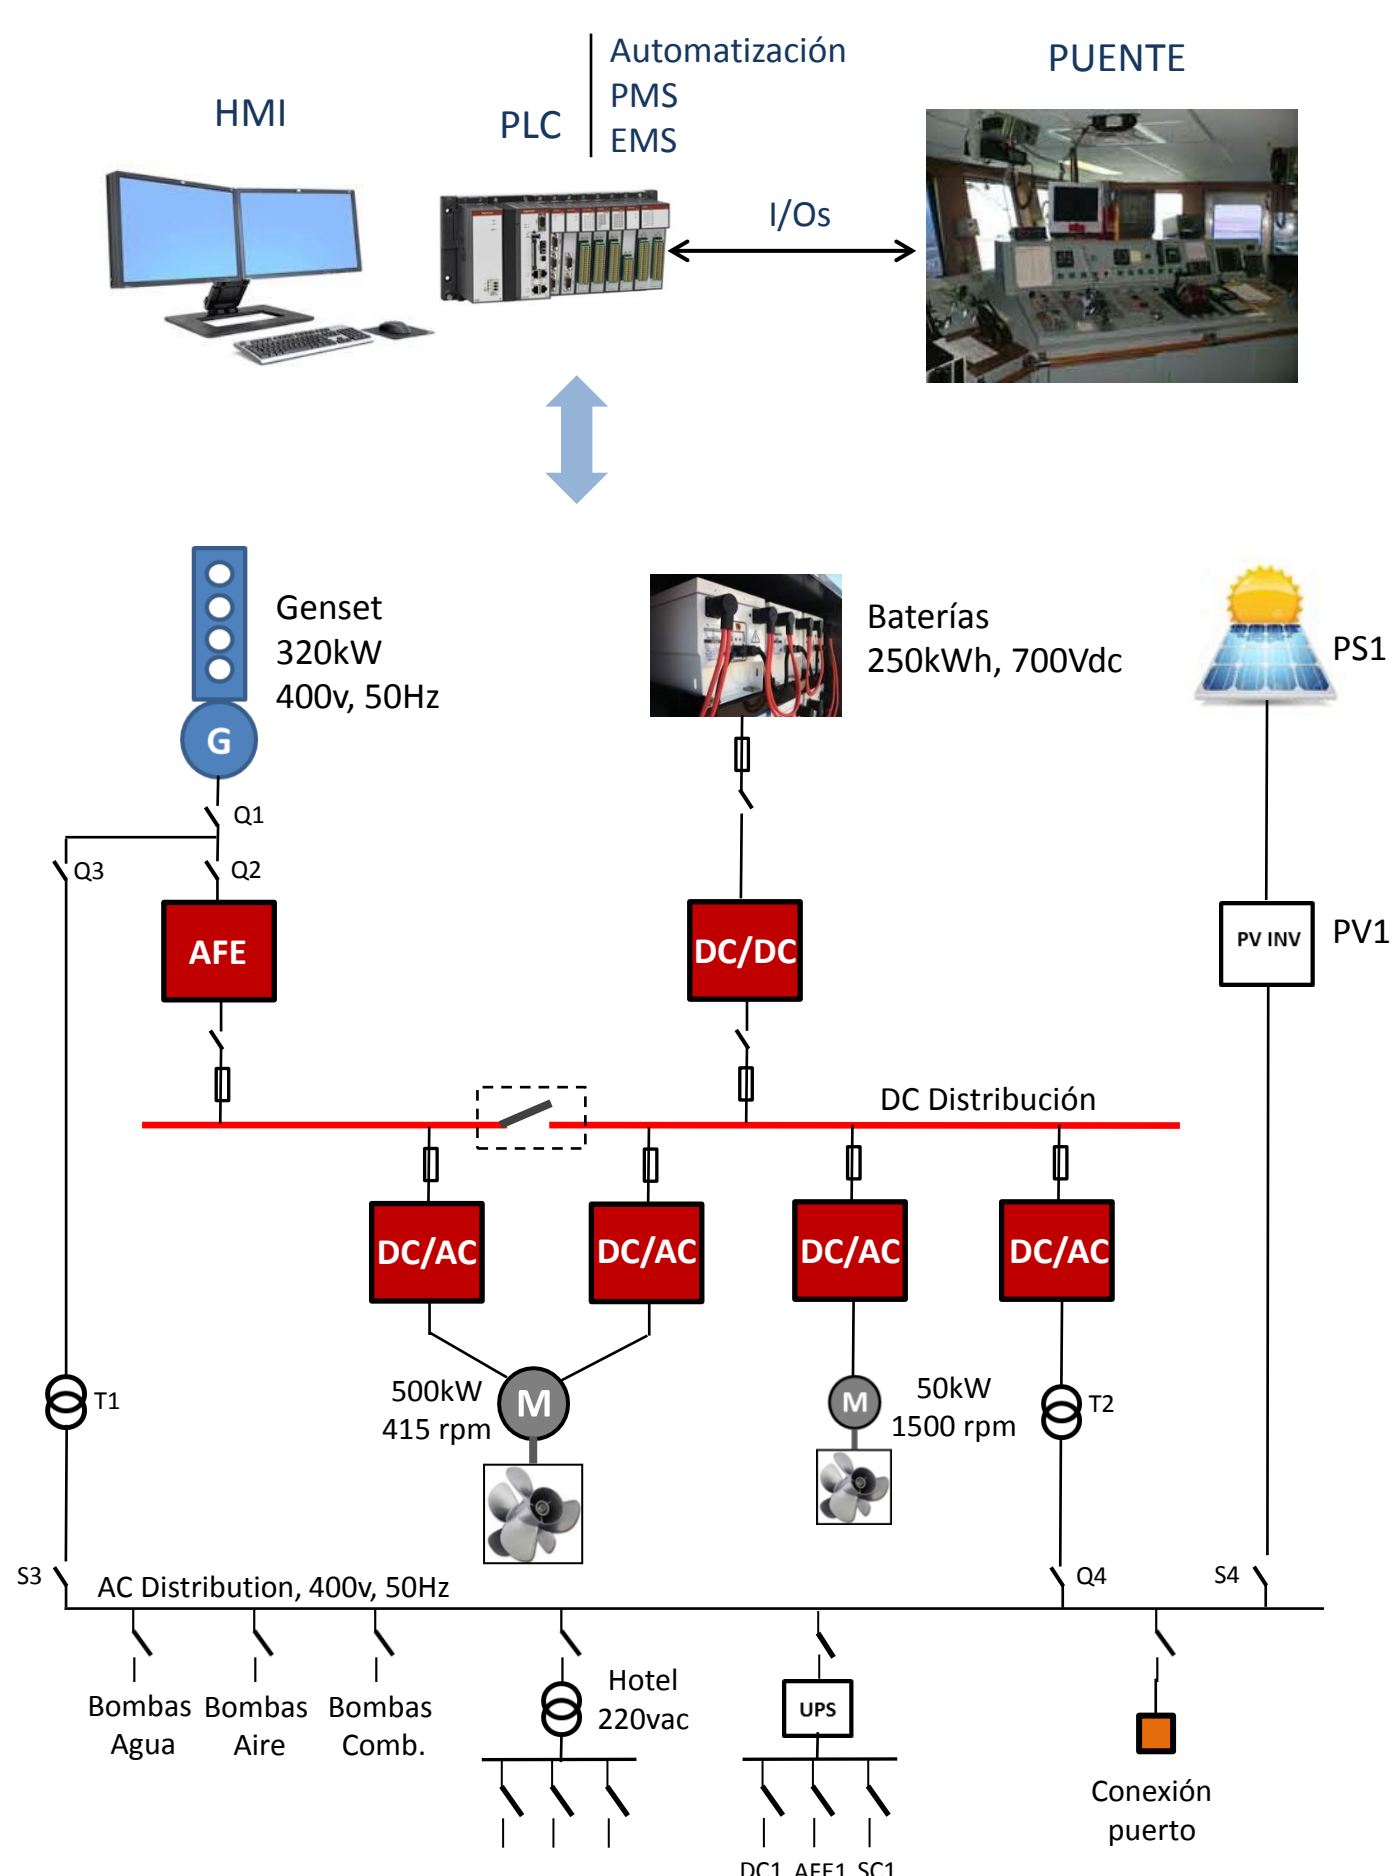 HMI
PLC
Automatización
PMS
EMS
PUENTE
I/Os
Genset
320kW
400v, 50Hz
G
Baterías
250kWh, 700Vdc
PS1
Q1
Q3
Q2
AFE
DC/DC
PV INV
PV1
DC Distribución
DC/AC
DC/AC
DC/AC
DC/AC
T1
500kW
415 rpm
M
M
50kW
1500 rpm
T2
S3
AC Distribution, 400v, 50Hz
Q4
S4
Bombas
Agua
Bombas
Aire
Bombas
Comb.
Hotel
220vac
UPS
Conexión
puerto
DC1 AFE1 SC1